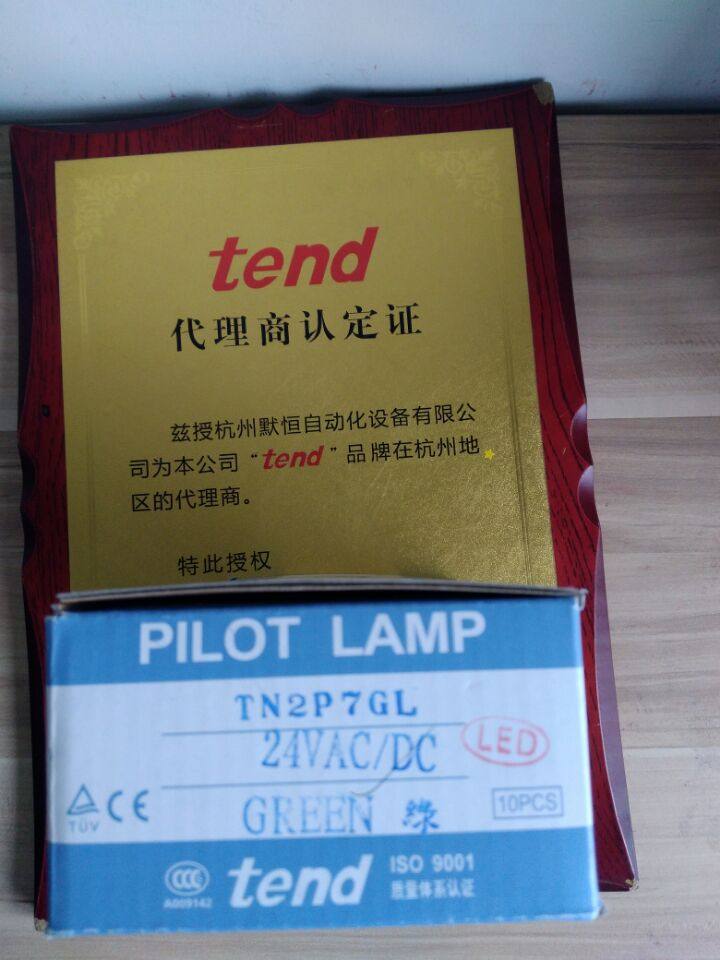 tend
代理商认定证
兹授杭州默恒自动化设备有限公
司为本公司“tend”品牌在杭州地
区的代理商。
特此授权
PILOT LAMP
TN2P7GL
24VAC/DC
LED
GREEN 綠
10PCS
TÜV
CE
CCC
A009142
tend
ISO 9001
质量体系认证